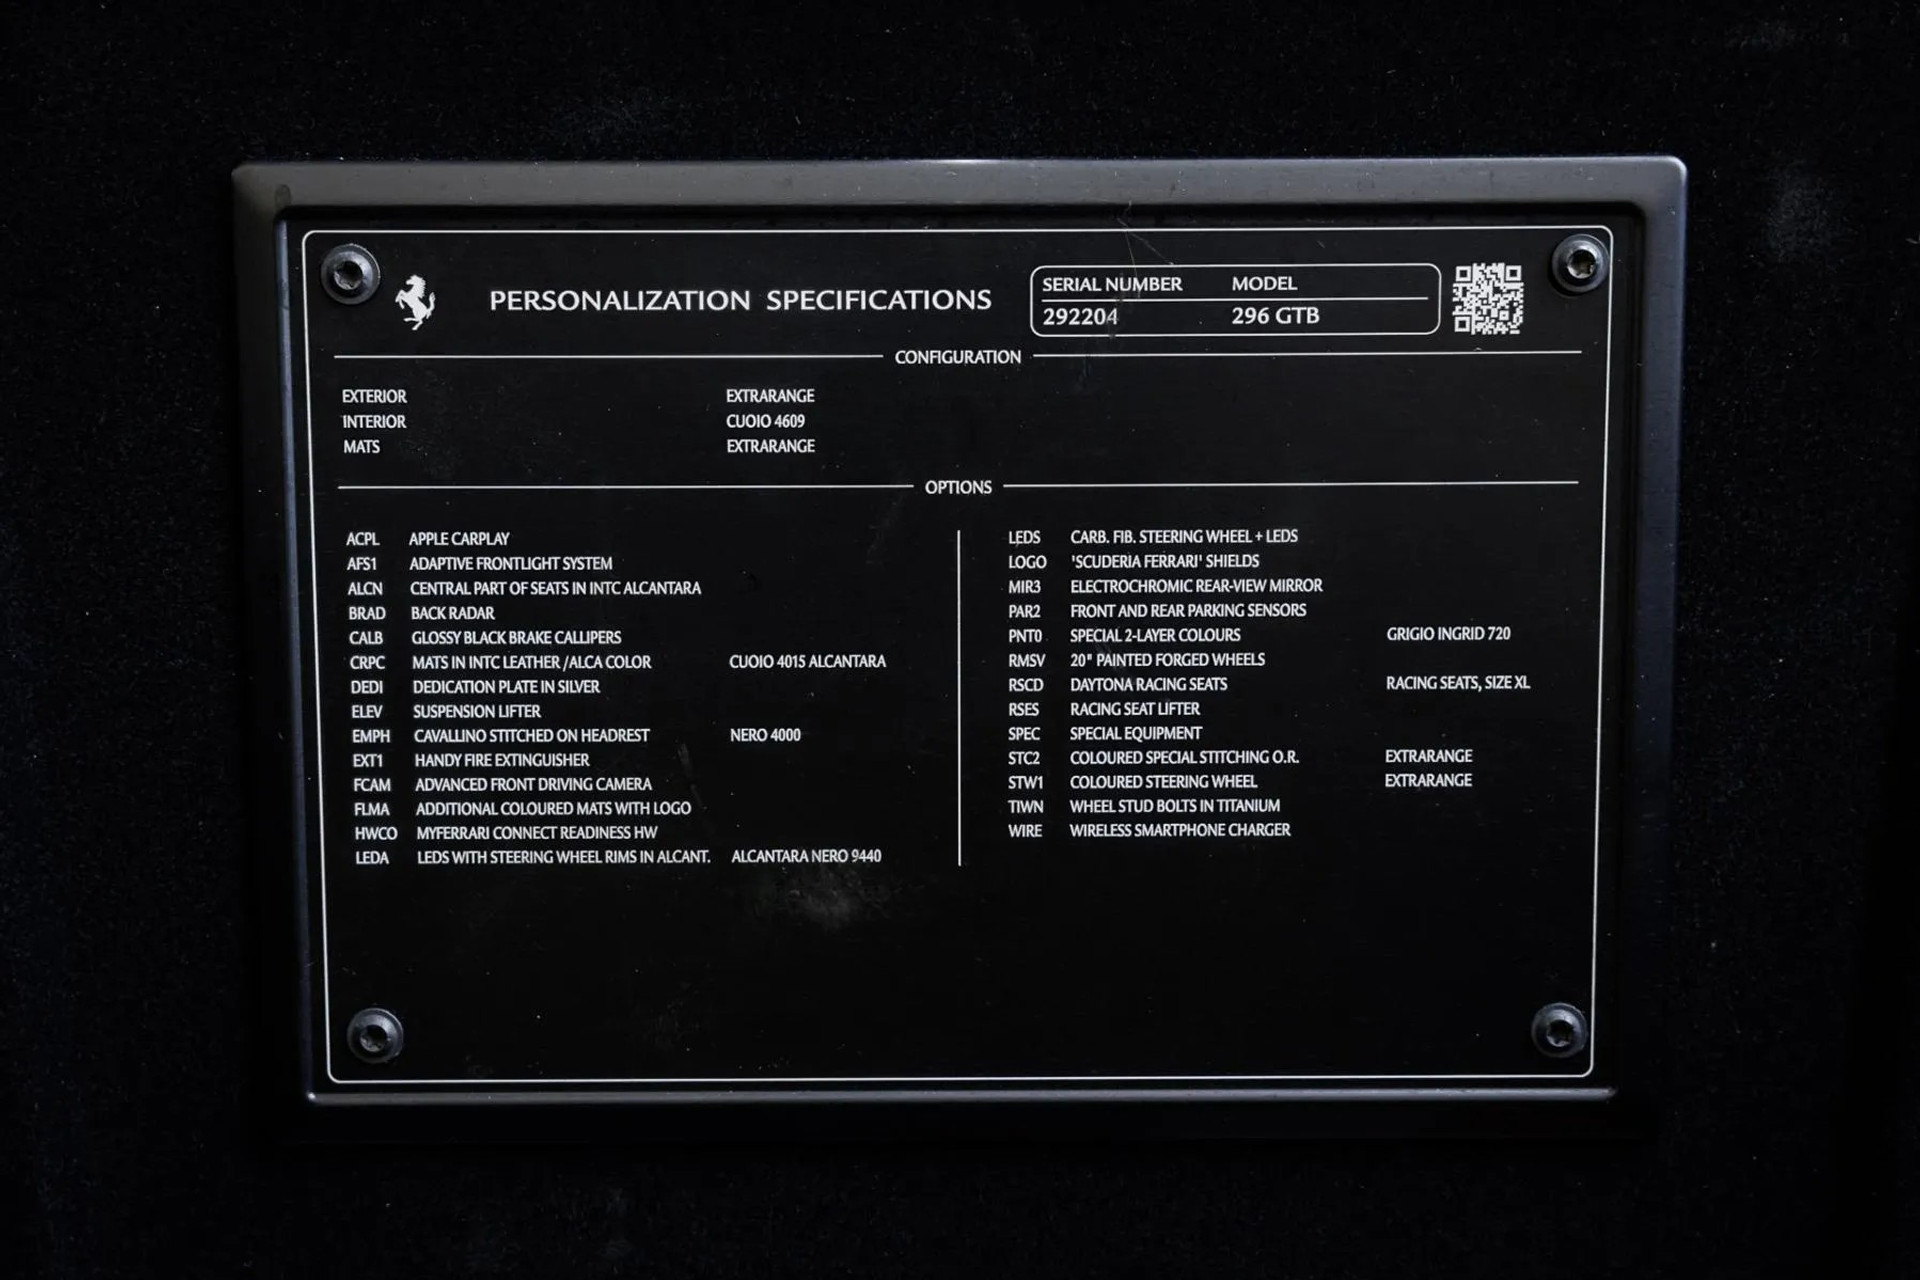 PERSONALIZATION SPECIFICATIONS
SERIAL NUMBER MODEL
292204 296 GTB
CONFIGURATION
EXTERIOR EXTRARANGE
INTERIOR CUOIO 4609
MATS EXTRARANGE
OPTIONS
ACPL APPLE CARPLAY
AFS1 ADAPTIVE FRONTLIGHT SYSTEM
ALCN CENTRAL PART OF SEATS IN INTC ALCANTARA
BRAD BACK RADAR
CALB GLOSSY BLACK BRAKE CALLIPERS
CRPC MATS IN INTC LEATHER /ALCA COLOR CUOIO 4015 ALCANTARA
DEDI DEDICATION PLATE IN SILVER
ELEV SUSPENSION LIFTER
EMPH CAVALLINO STITCHED ON HEADREST NERO 4000
EXT1 HANDY FIRE EXTINGUISHER
FCAM ADVANCED FRONT DRIVING CAMERA
FLMA ADDITIONAL COLOURED MATS WITH LOGO
HWCO MYFERRARI CONNECT READINESS HW
LEDA LEDS WITH STEERING WHEEL RIMS IN ALCANT. ALCANTARA NERO 9440
LEDS CARB. FIB. STEERING WHEEL + LEDS
LOGO 'SCUDERIA FERRARI' SHIELDS
MIR3 ELECTROCHROMIC REAR-VIEW MIRROR
PAR2 FRONT AND REAR PARKING SENSORS
PNT0 SPECIAL 2-LAYER COLOURS GRIGIO INGRID 720
RMSV 20" PAINTED FORGED WHEELS
RSCD DAYTONA RACING SEATS RACING SEATS, SIZE XL
RSES RACING SEAT LIFTER
SPEC SPECIAL EQUIPMENT
STC2 COLOURED SPECIAL STITCHING O.R. EXTRARANGE
STW1 COLOURED STEERING WHEEL EXTRARANGE
TIWN WHEEL STUD BOLTS IN TITANIUM
WIRE WIRELESS SMARTPHONE CHARGER